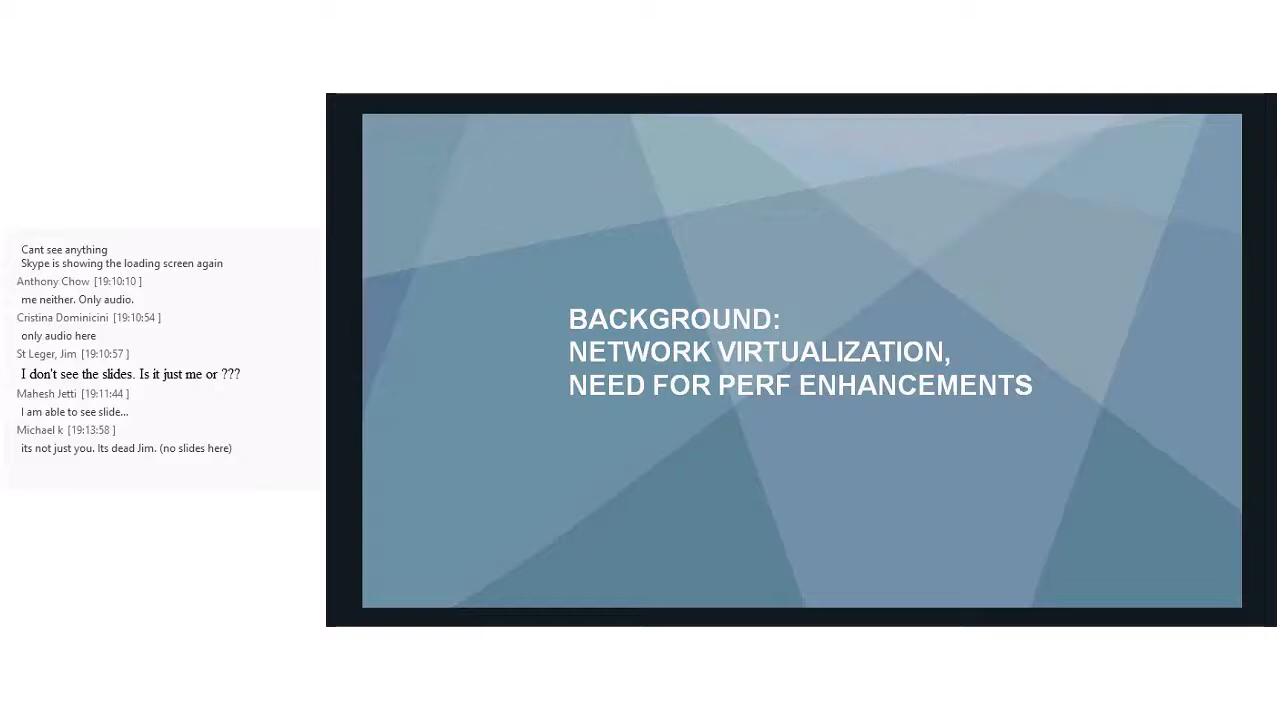 Cant see anything
Skype is showing the loading screen again
Anthony Chow [19:10:10 ]
me neither. Only audio.
Cristina Dominicini [19:10:54 ]
only audio here
St Leger, Jim [19:10:57 ]
I don't see the slides. Is it just me or ???
Mahesh Jetti [19:11:44 ]
I am able to see slide...
Michael k [19:13:58 ]
its not just you. Its dead Jim. (no slides here)
BACKGROUND:
NETWORK VIRTUALIZATION,
NEED FOR PERF ENHANCEMENTS